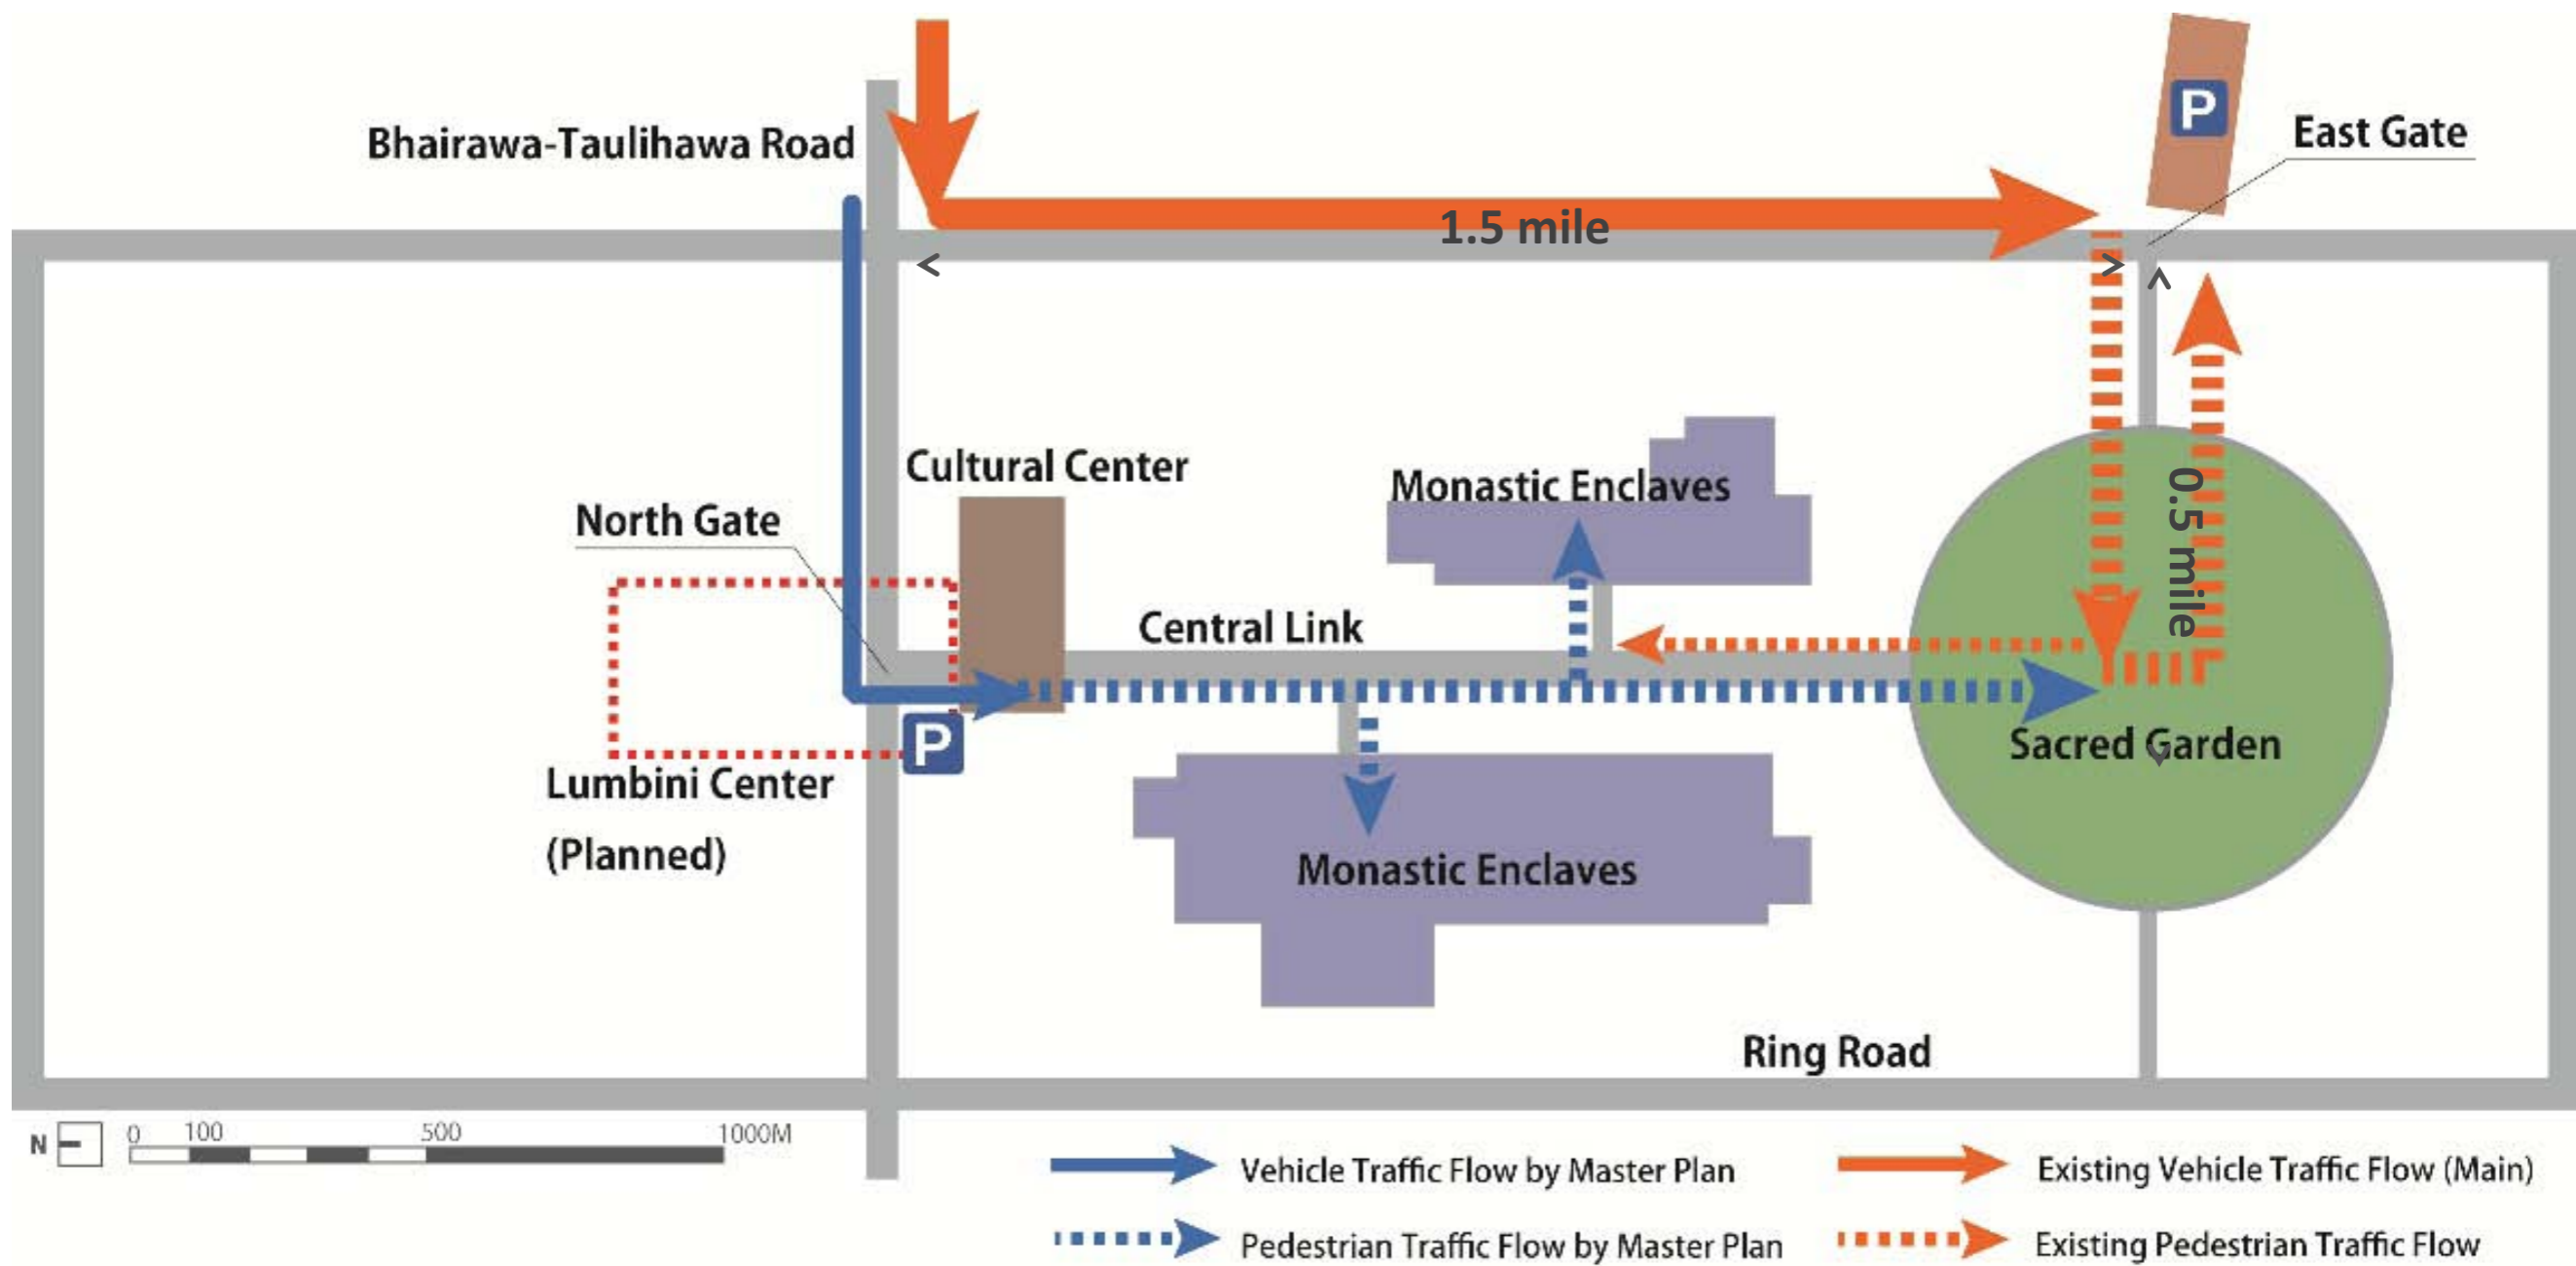 P
Bhairawa-Taulihawa Road
East Gate
1.5 mile
Cultural Center
Monastic Enclaves
North Gate
0.5 mile
Central Link
Sacred Garden
P
Lumbini Center
(Planned)
Monastic Enclaves
Ring Road
N
0 100 500 1000M
Vehicle Traffic Flow by Master Plan
Existing Vehicle Traffic Flow (Main)
Pedestrian Traffic Flow by Master Plan
Existing Pedestrian Traffic Flow